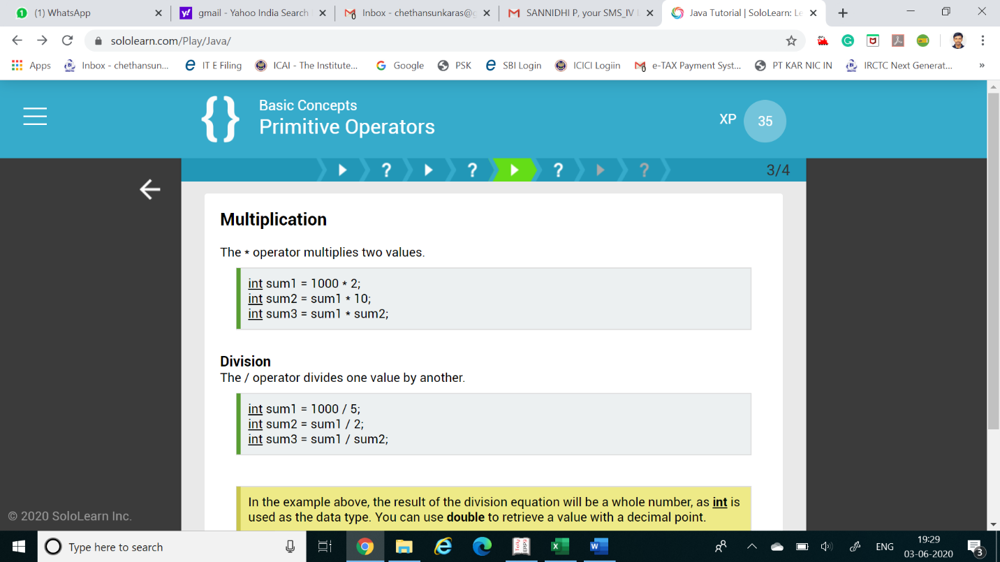 (1) WhatsApp
gmail - Yahoo India Search
Inbox - chethansunkaras@g
SANNIDHI P, your SMS_IV
Java Tutorial | SoloLearn: Le
sololearn.com/Play/Java/
Apps
Inbox - chethansun...
IT E Filing
ICAI - The Institute...
Google
PSK
SBI Login
ICICI Logiin
e-TAX Payment Syst...
PT KAR NIC IN
IRCTC Next Generat...
»
Basic Concepts
Primitive Operators
XP 35
? ? ? ? 3/4
Multiplication
The * operator multiplies two values.
int sum1 = 1000 * 2;
int sum2 = sum1 * 10;
int sum3 = sum1 * sum2;
Division
The / operator divides one value by another.
int sum1 = 1000 / 5;
int sum2 = sum1 / 2;
int sum3 = sum1 / sum2;
In the example above, the result of the division equation will be a whole number, as int is
used as the data type. You can use double to retrieve a value with a decimal point.
© 2020 SoloLearn Inc.
Type here to search
ENG
19:29
03-06-2020
3